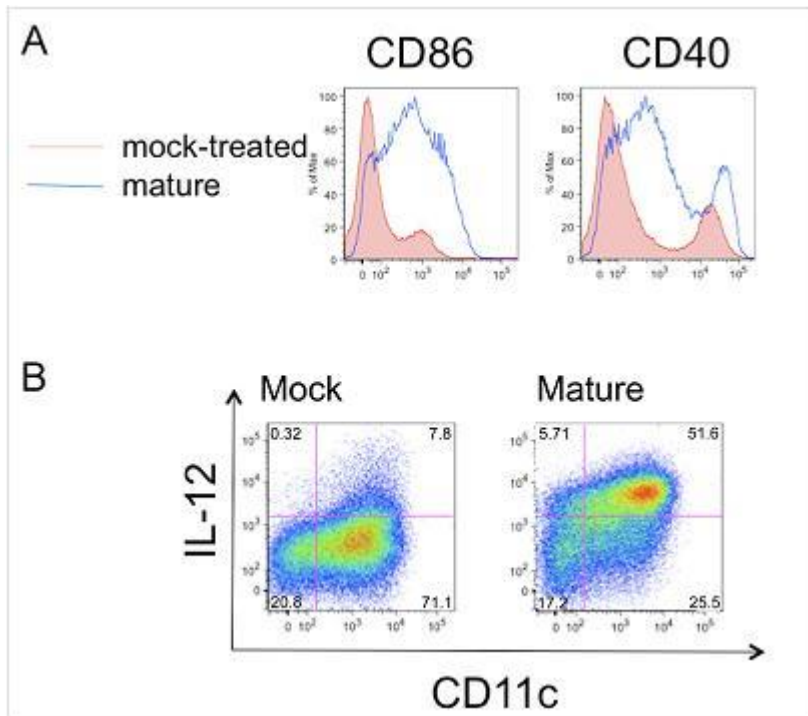 A
CD86 CD40
mock-treated
mature
% of Max
100
80
60
40
20
0
0 10² 10³ 10⁴ 10⁵
% of Max
100
80
60
40
20
0
0 10² 10³ 10⁴ 10⁵
B
Mock Mature
IL-12
0.32 7.8
10⁵
10⁴
10³
10²
0
20.8 71.1
0 10² 10³ 10⁴ 10⁵
5.71 51.6
10⁵
10⁴
10³
10²
0
17.2 25.5
0 10² 10³ 10⁴ 10⁵
CD11c